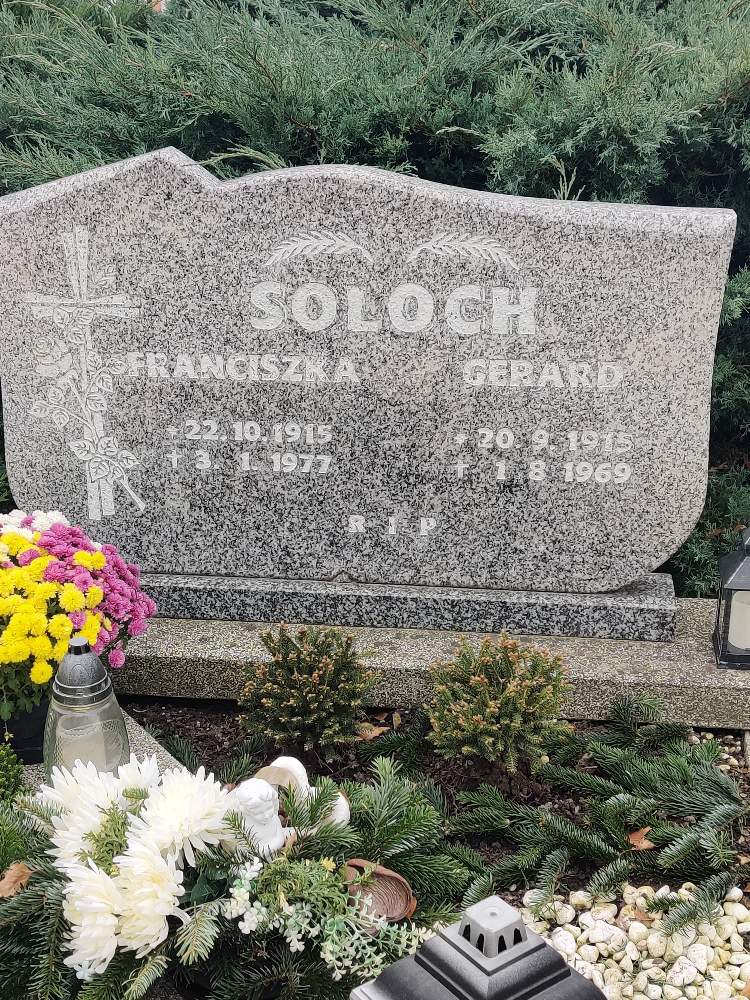 SOLOCH
FRANCISZKA GERARD
* 22.10.1915 * 20 9. 1915
† 3. 1. 1977 † 1 8 1969
R I P